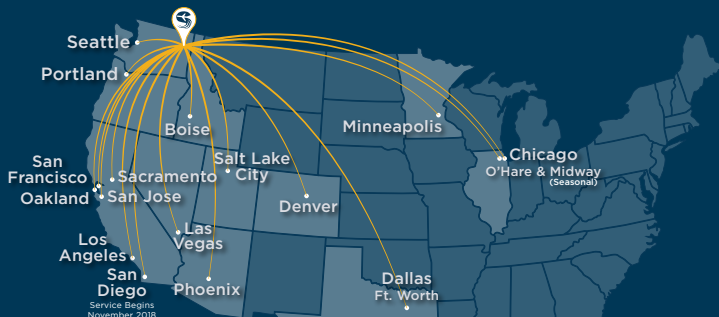 Seattle
Portland
Boise
Minneapolis
Chicago
O'Hare & Midway
(Seasonal)
San
Francisco
Oakland
Sacramento
San Jose
Salt Lake
City
Denver
Las
Vegas
Los
Angeles
San
Diego
Service Begins
November 2018
Phoenix
Dallas
Ft. Worth